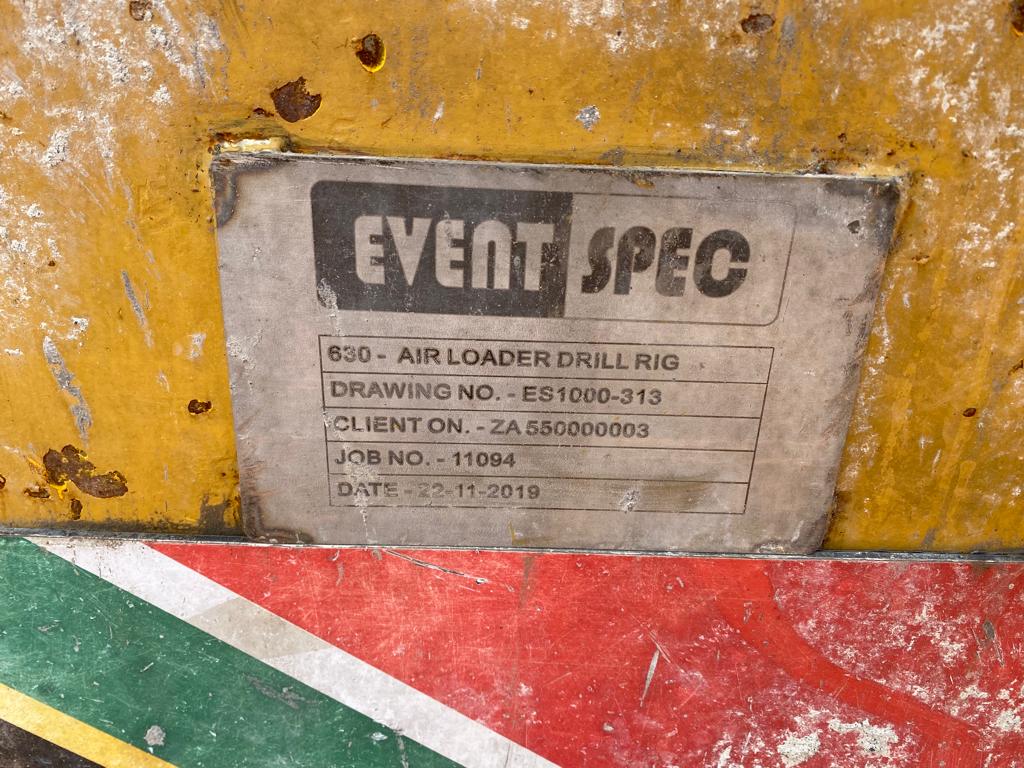 EVENT SPEC
630 - AIR LOADER DRILL RIG
DRAWING NO. - ES1000-313
CLIENT ON. - ZA 550000003
JOB NO. - 11094
DATE - 22-11-2019